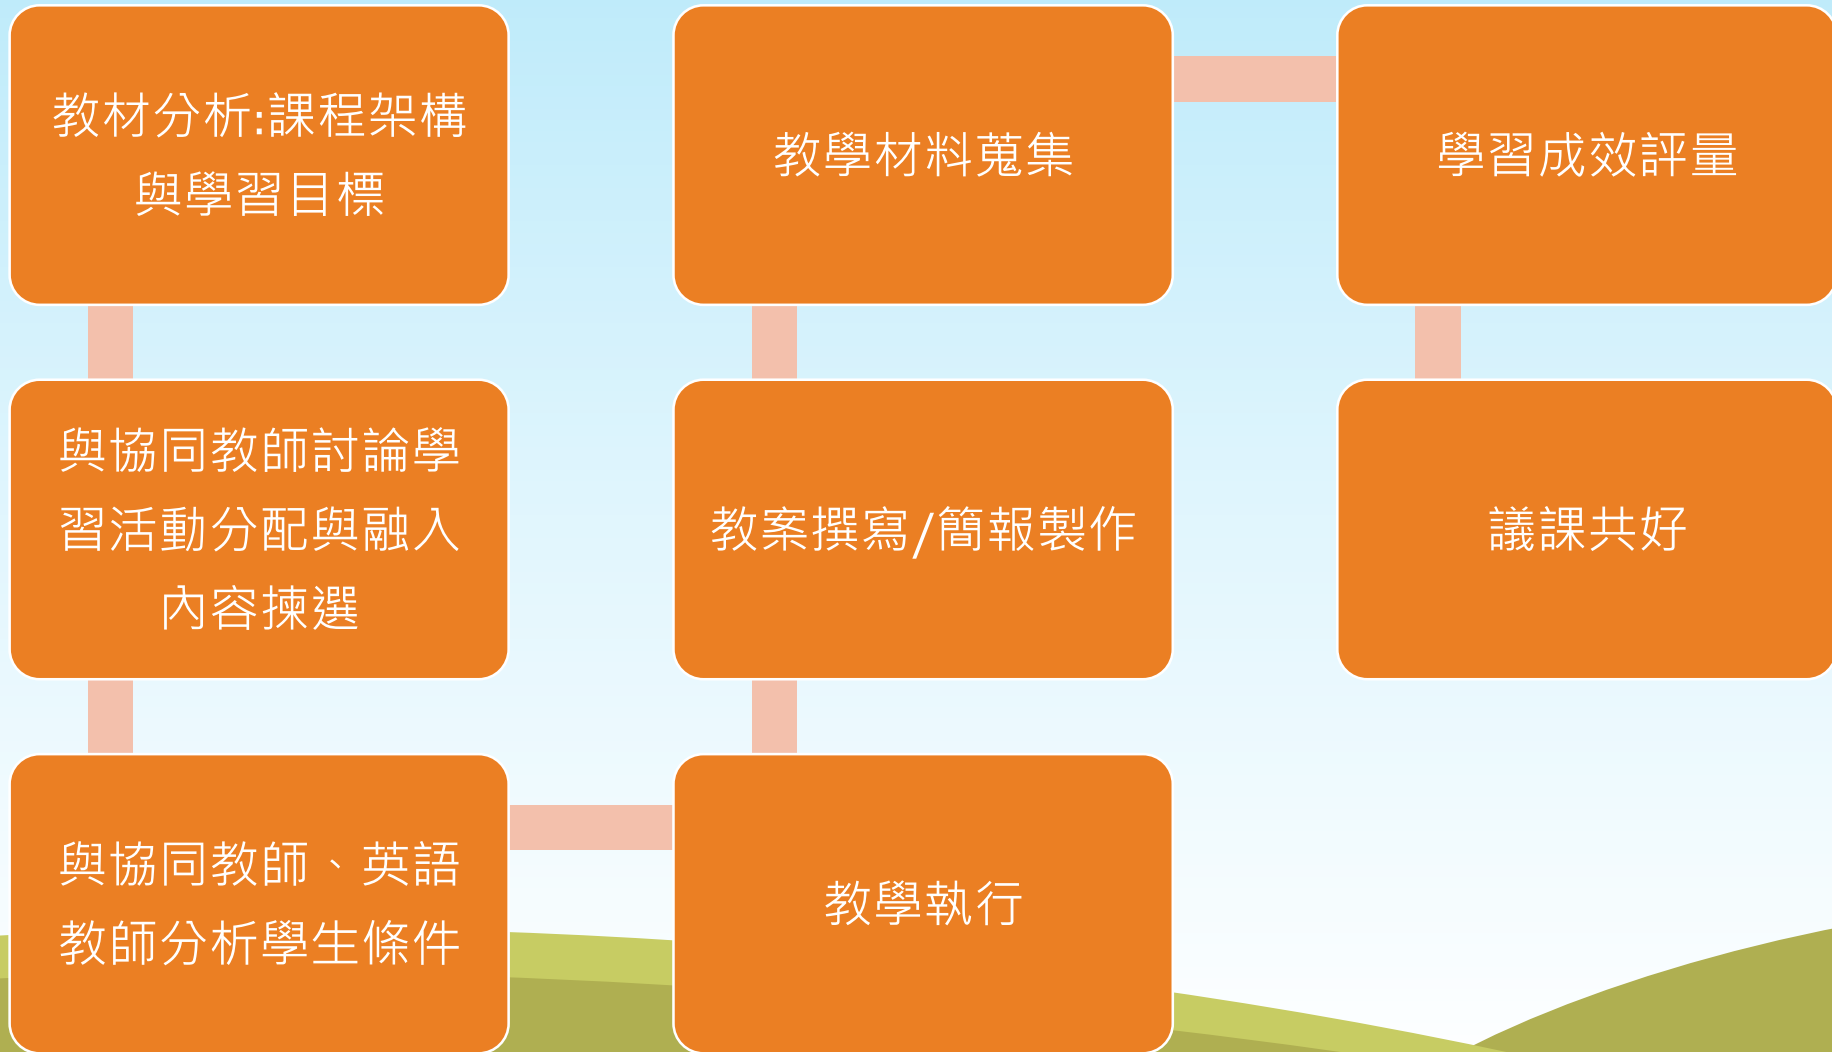 教材分析:課程架構
與學習目標
與協同教師討論學
習活動分配與融入
內容揀選
與協同教師、英語
教師分析學生條件
教學材料蒐集
教案撰寫/簡報製作
教學執行
學習成效評量
議課共好